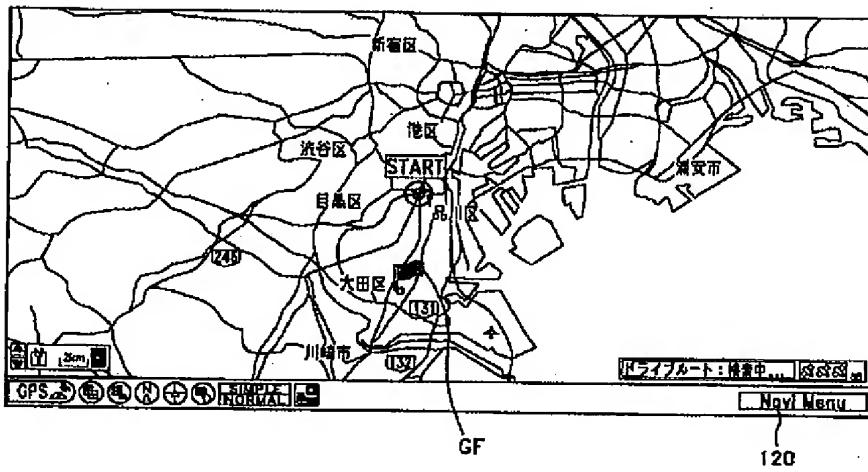 新宿区
港区
渋谷区
START
目黒区
品川区
浦安市
246
大田区
131
川崎市
132
ドライブルート：検索中...
GPS
SIMPLE
NORMAL
Navi Menu
GF
120